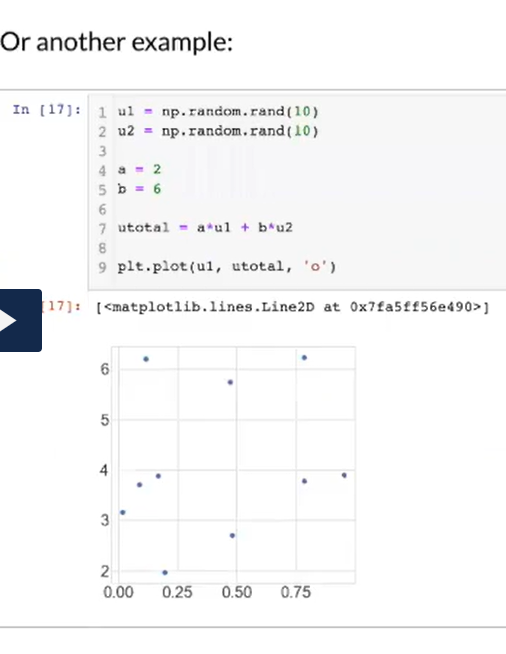 Or another example:
In [17]:
1 u1 = np.random.rand(10)
2 u2 = np.random.rand(10)
3
4 a = 2
5 b = 6
6
7 utotal = a*u1 + b*u2
8
9 plt.plot(u1, utotal, 'o')
[17]: [<matplotlib.lines.Line2D at 0x7fa5ff56e490>]
6
5
4
3
2
0.00 0.25 0.50 0.75